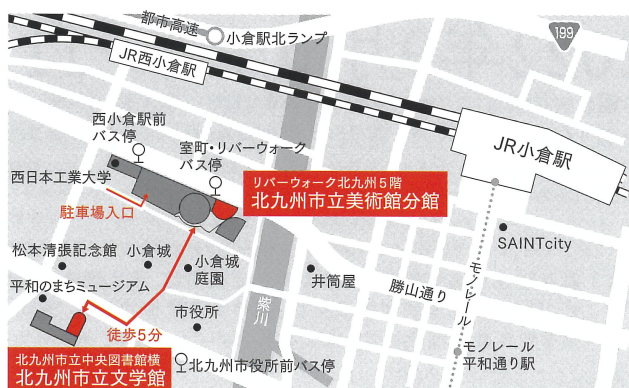 都市高速
小倉駅北ランプ
199
JR西小倉駅
西小倉駅前
バス停
室町・リバーウォーク
バス停
JR小倉駅
西日本工業大学
リバーウォーク北九州5階
北九州市立美術館分館
駐車場入口
SAINTcity
松本清張記念館
小倉城
小倉城
庭園
井筒屋
勝山通り
モノレール
平和のまちミュージアム
紫川
市役所
徒歩5分
モノレール
平和通り駅
北九州市立中央図書館横
北九州市立文学館
北九州市役所前バス停